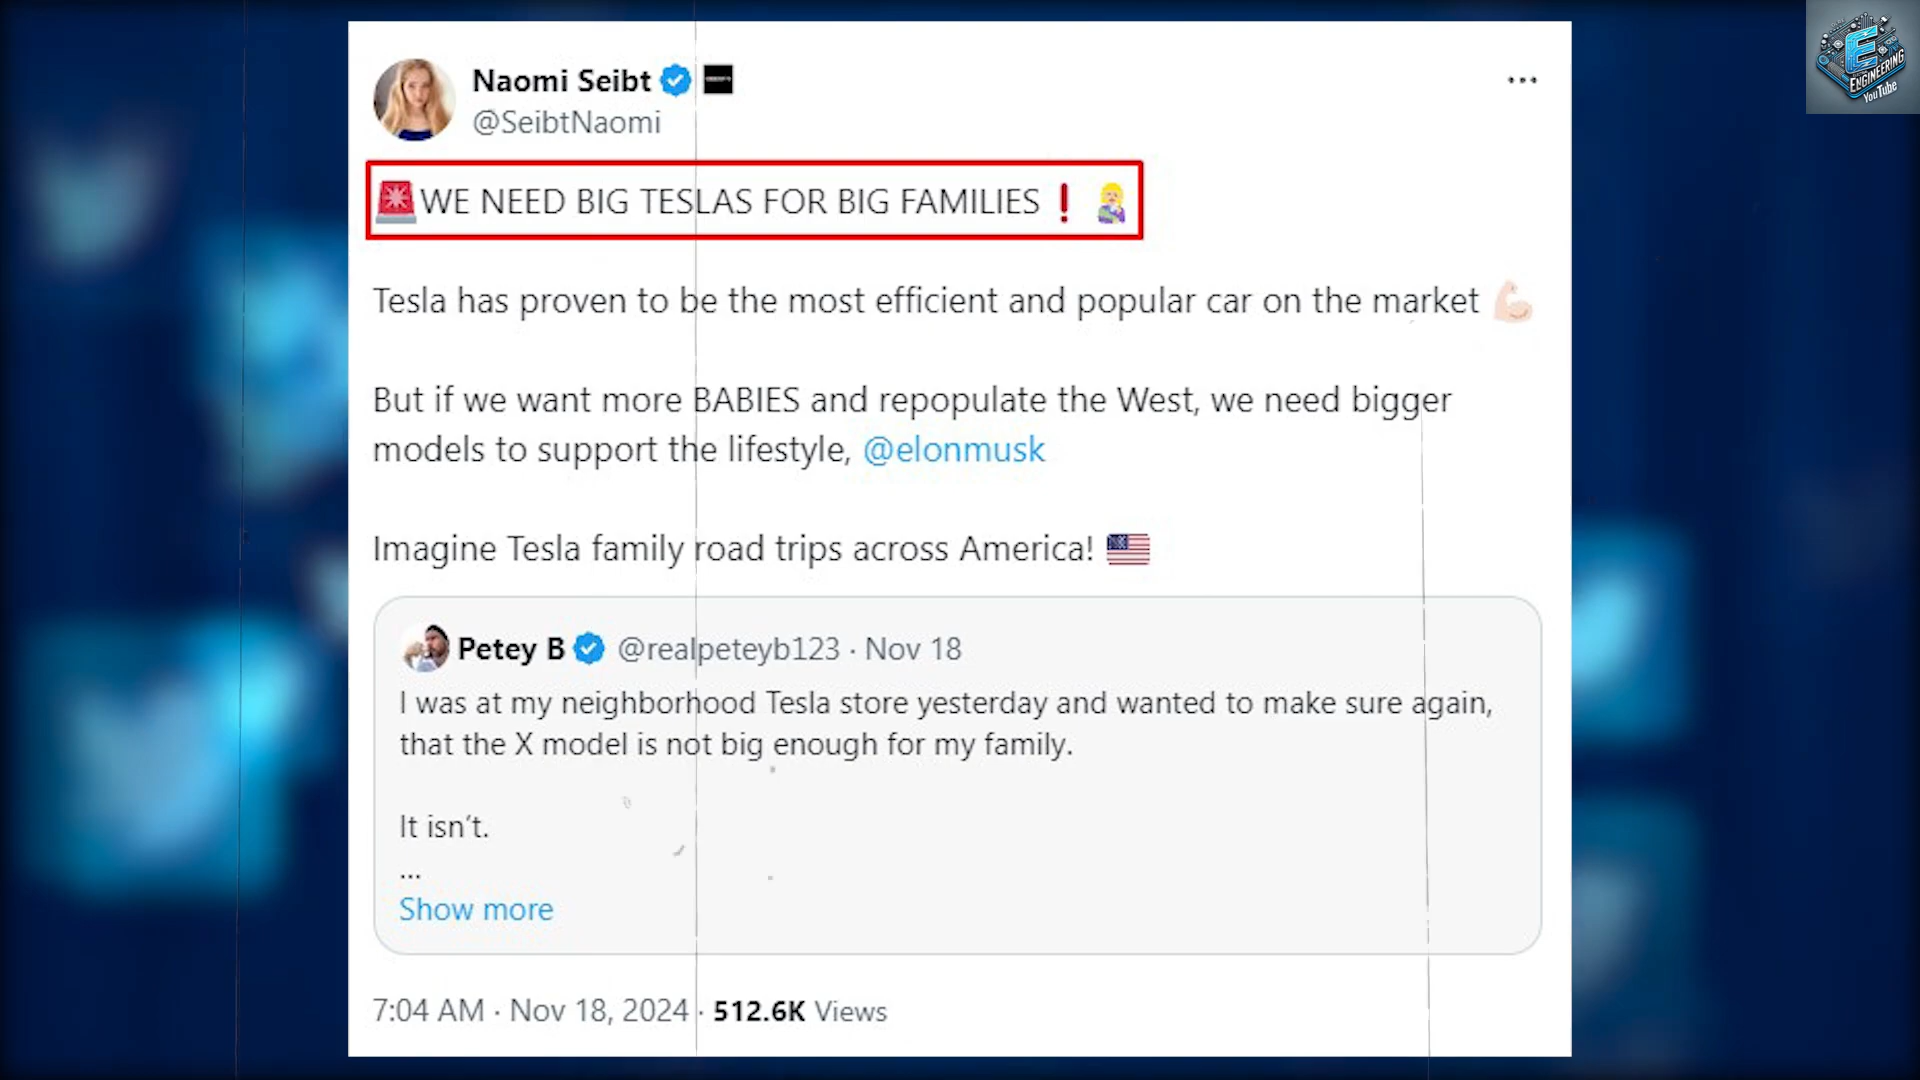 Naomi Seibt
@SeibtNaomi
🚨WE NEED BIG TESLAS FOR BIG FAMILIES❗🤱
Tesla has proven to be the most efficient and popular car on the market 💪🏻
But if we want more BABIES and repopulate the West, we need bigger
models to support the lifestyle, @elonmusk
Imagine Tesla family road trips across America! 🇺🇸
Petey B @realpeteyb123 · Nov 18
I was at my neighborhood Tesla store yesterday and wanted to make sure again,
that the X model is not big enough for my family.
It isn’t.
...
Show more
7:04 AM · Nov 18, 2024 · 512.6K Views
E
ENGINEERING
YouTube